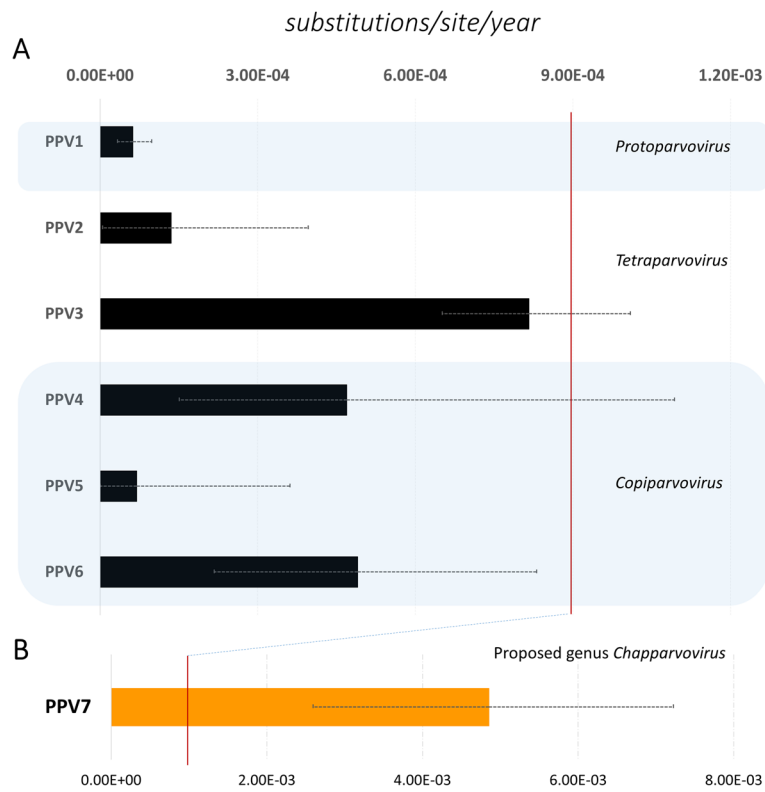 substitutions/site/year
A
0.00E+00 3.00E-04 6.00E-04 9.00E-04 1.20E-03
PPV1
Protoparvovirus
PPV2
Tetraparvovirus
PPV3
PPV4
PPV5
Copiparvovirus
PPV6
B
Proposed genus Chapparvovirus
PPV7
0.00E+00 2.00E-03 4.00E-03 6.00E-03 8.00E-03